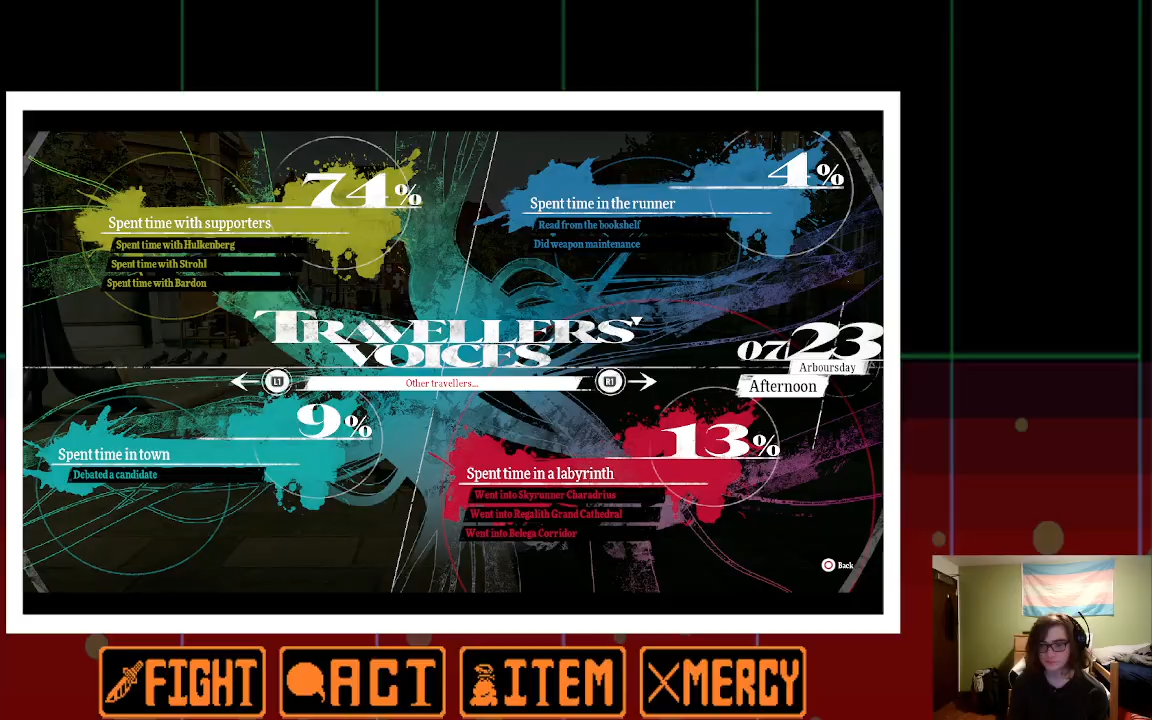 74%
Spent time with supporters
Spent time with Hulkenberg
Spent time with Strohl
Spent time with Bardon
4%
Spent time in the runner
Read from the bookshelf
Did weapon maintenance
TRAVELLERS'
VOICES
L1 Other travellers... R1
07/23
Arboursday
Afternoon
9%
Spent time in town
Debated a candidate
13%
Spent time in a labyrinth
Went into Skyrunner Charadrius
Went into Regalith Grand Cathedral
Went into Belega Corridor
Back
FIGHT
ACT
ITEM
MERCY